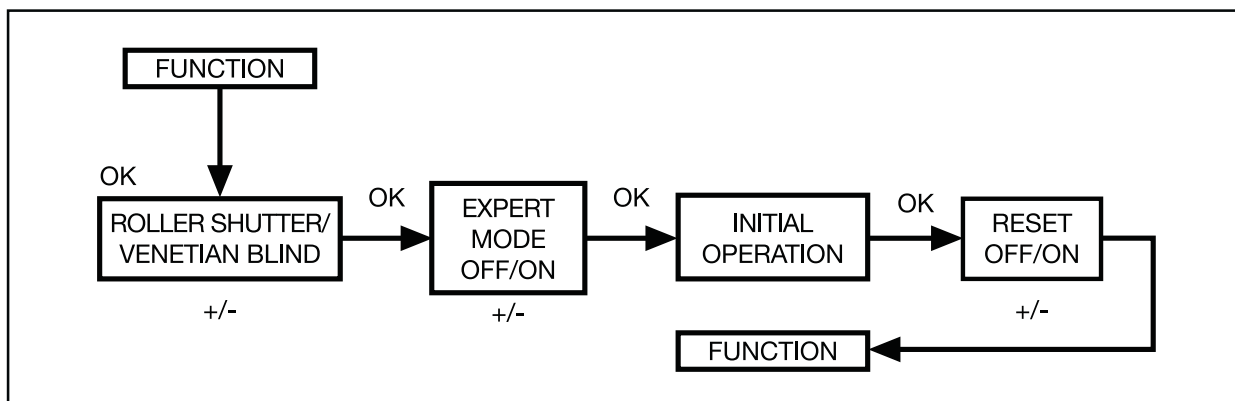 FUNCTION
OK
ROLLER SHUTTER/
VENETIAN BLIND
+/-
OK
EXPERT
MODE
OFF/ON
+/-
OK
INITIAL
OPERATION
OK
RESET
OFF/ON
+/-
FUNCTION